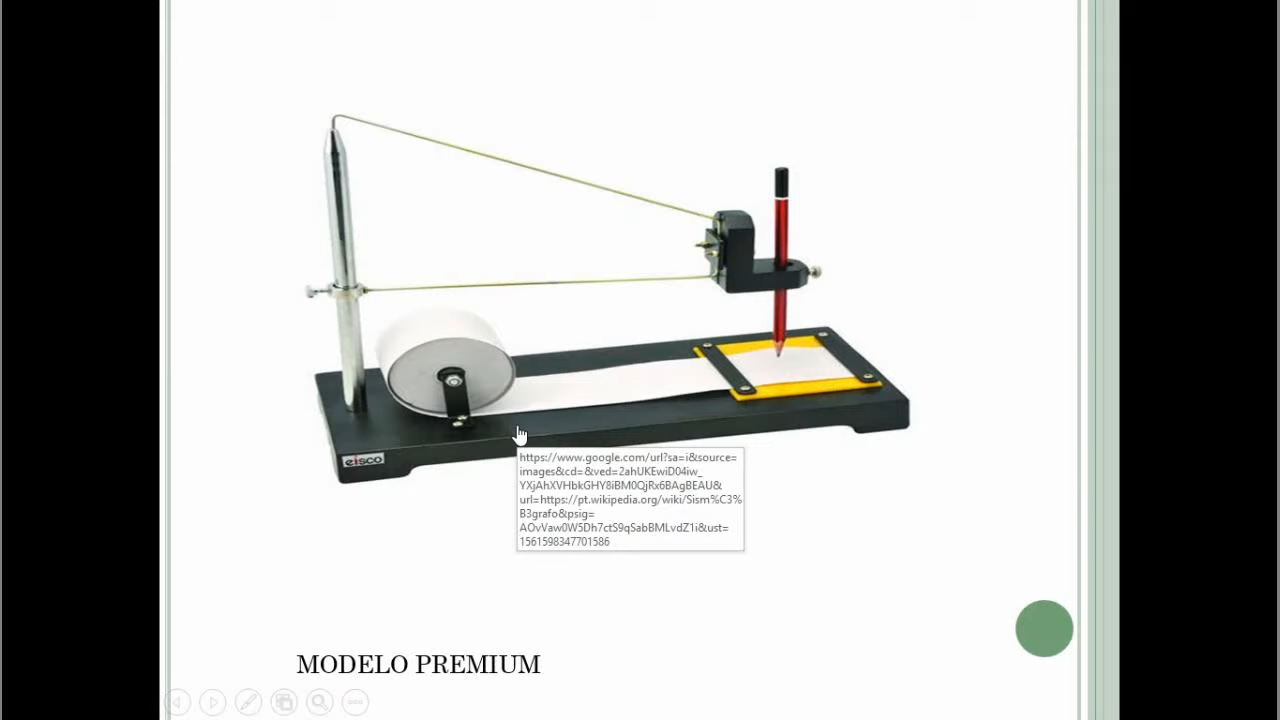 eisco
https://www.google.com/url?sa=i&source=
images&cd=&ved=2ahUKEwiD04iw_
YXjAhXVHbkGHY8iBM0QjRx6BAgBEAU&
url=https://pt.wikipedia.org/wiki/Sism%C3%
B3grafo&psig=
AOvVaw0W5Dh7ctS9qSabBMLvdZ1i&ust=
1561598347701586
MODELO PREMIUM